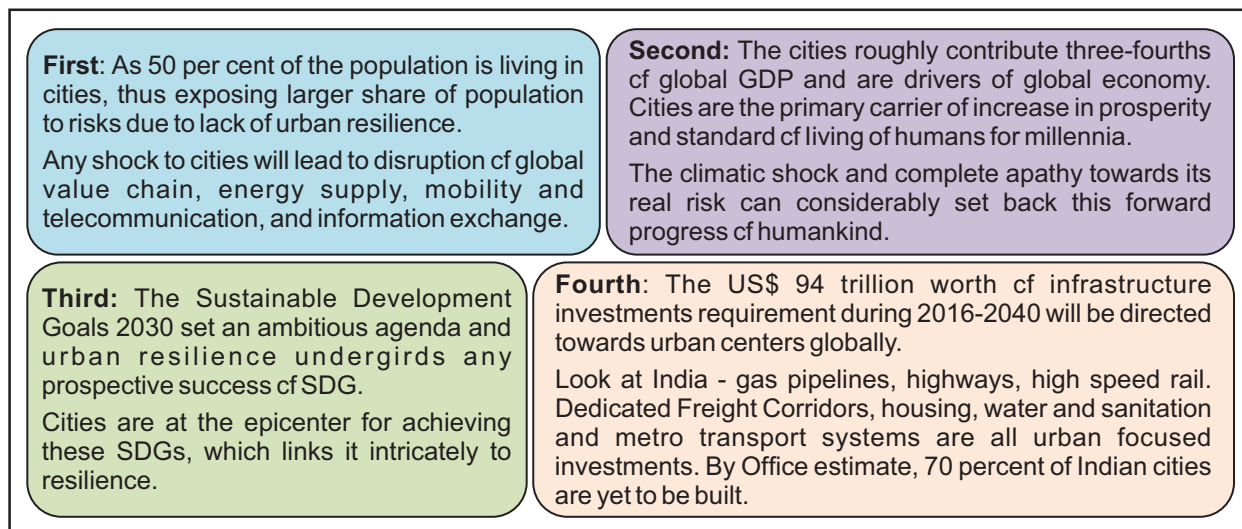 First: As 50 per cent of the population is living in
cities, thus exposing larger share of population
to risks due to lack of urban resilience.
Any shock to cities will lead to disruption cf global
value chain, energy supply, mobility and
telecommunication, and information exchange.
Second: The cities roughly contribute three-fourths
cf global GDP and are drivers of global economy.
Cities are the primary carrier of increase in prosperity
and standard cf living of humans for millennia.
The climatic shock and complete apathy towards its
real risk can considerably set back this forward
progress cf humankind.
Third: The Sustainable Development
Goals 2030 set an ambitious agenda and
urban resilience undergirds any
prospective success cf SDG.
Cities are at the epicenter for achieving
these SDGs, which links it intricately to
resilience.
Fourth: The US$ 94 trillion worth cf infrastructure
investments requirement during 2016-2040 will be directed
towards urban centers globally.
Look at India - gas pipelines, highways, high speed rail.
Dedicated Freight Corridors, housing, water and sanitation
and metro transport systems are all urban focused
investments. By Office estimate, 70 percent of Indian cities
are yet to be built.